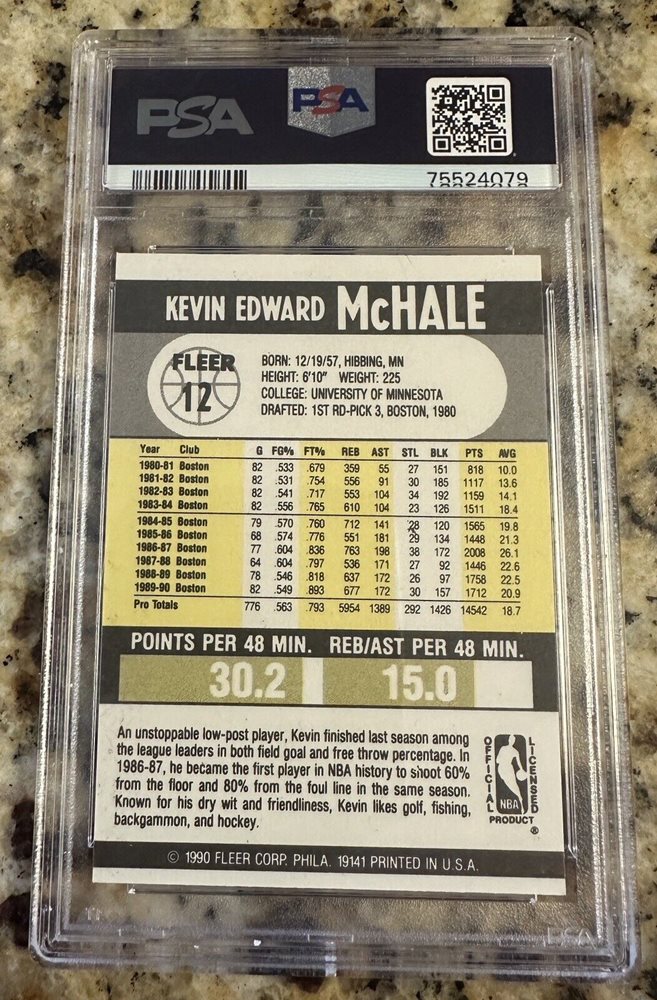 PSA PSA
75524079
KEVIN EDWARD McHALE
FLEER
12
BORN: 12/19/57, HIBBING, MN
HEIGHT: 6'10" WEIGHT: 225
COLLEGE: UNIVERSITY OF MINNESOTA
DRAFTED: 1ST RD-PICK 3, BOSTON, 1980
Year Club G FG% FT% REB AST STL BLK PTS AVG
1980-81 Boston 82 .533 .679 359 55 27 151 818 10.0
1981-82 Boston 82 .531 .754 556 91 30 185 1117 13.6
1982-83 Boston 82 .541 .717 553 104 34 192 1159 14.1
1983-84 Boston 82 .556 .765 610 104 23 126 1511 18.4
1984-85 Boston 79 .570 .760 712 141 28 120 1565 19.8
1985-86 Boston 68 .574 .776 551 181 29 134 1448 21.3
1986-87 Boston 77 .604 .836 763 198 38 172 2008 26.1
1987-88 Boston 64 .604 .797 536 171 27 92 1446 22.6
1988-89 Boston 78 .546 .818 637 172 26 97 1758 22.5
1989-90 Boston 82 .549 .893 677 172 30 157 1712 20.9
Pro Totals 776 .563 .793 5954 1389 292 1426 14542 18.7
POINTS PER 48 MIN. REB/AST PER 48 MIN.
30.2 15.0
An unstoppable low-post player, Kevin finished last season among
the league leaders in both field goal and free throw percentage. In
1986-87, he became the first player in NBA history to shoot 60%
from the floor and 80% from the foul line in the same season.
Known for his dry wit and friendliness, Kevin likes golf, fishing,
backgammon, and hockey.
OFFICIAL LICENSED
NBA
PRODUCT ®
© 1990 FLEER CORP. PHILA. 19141 PRINTED IN U.S.A.
PSA